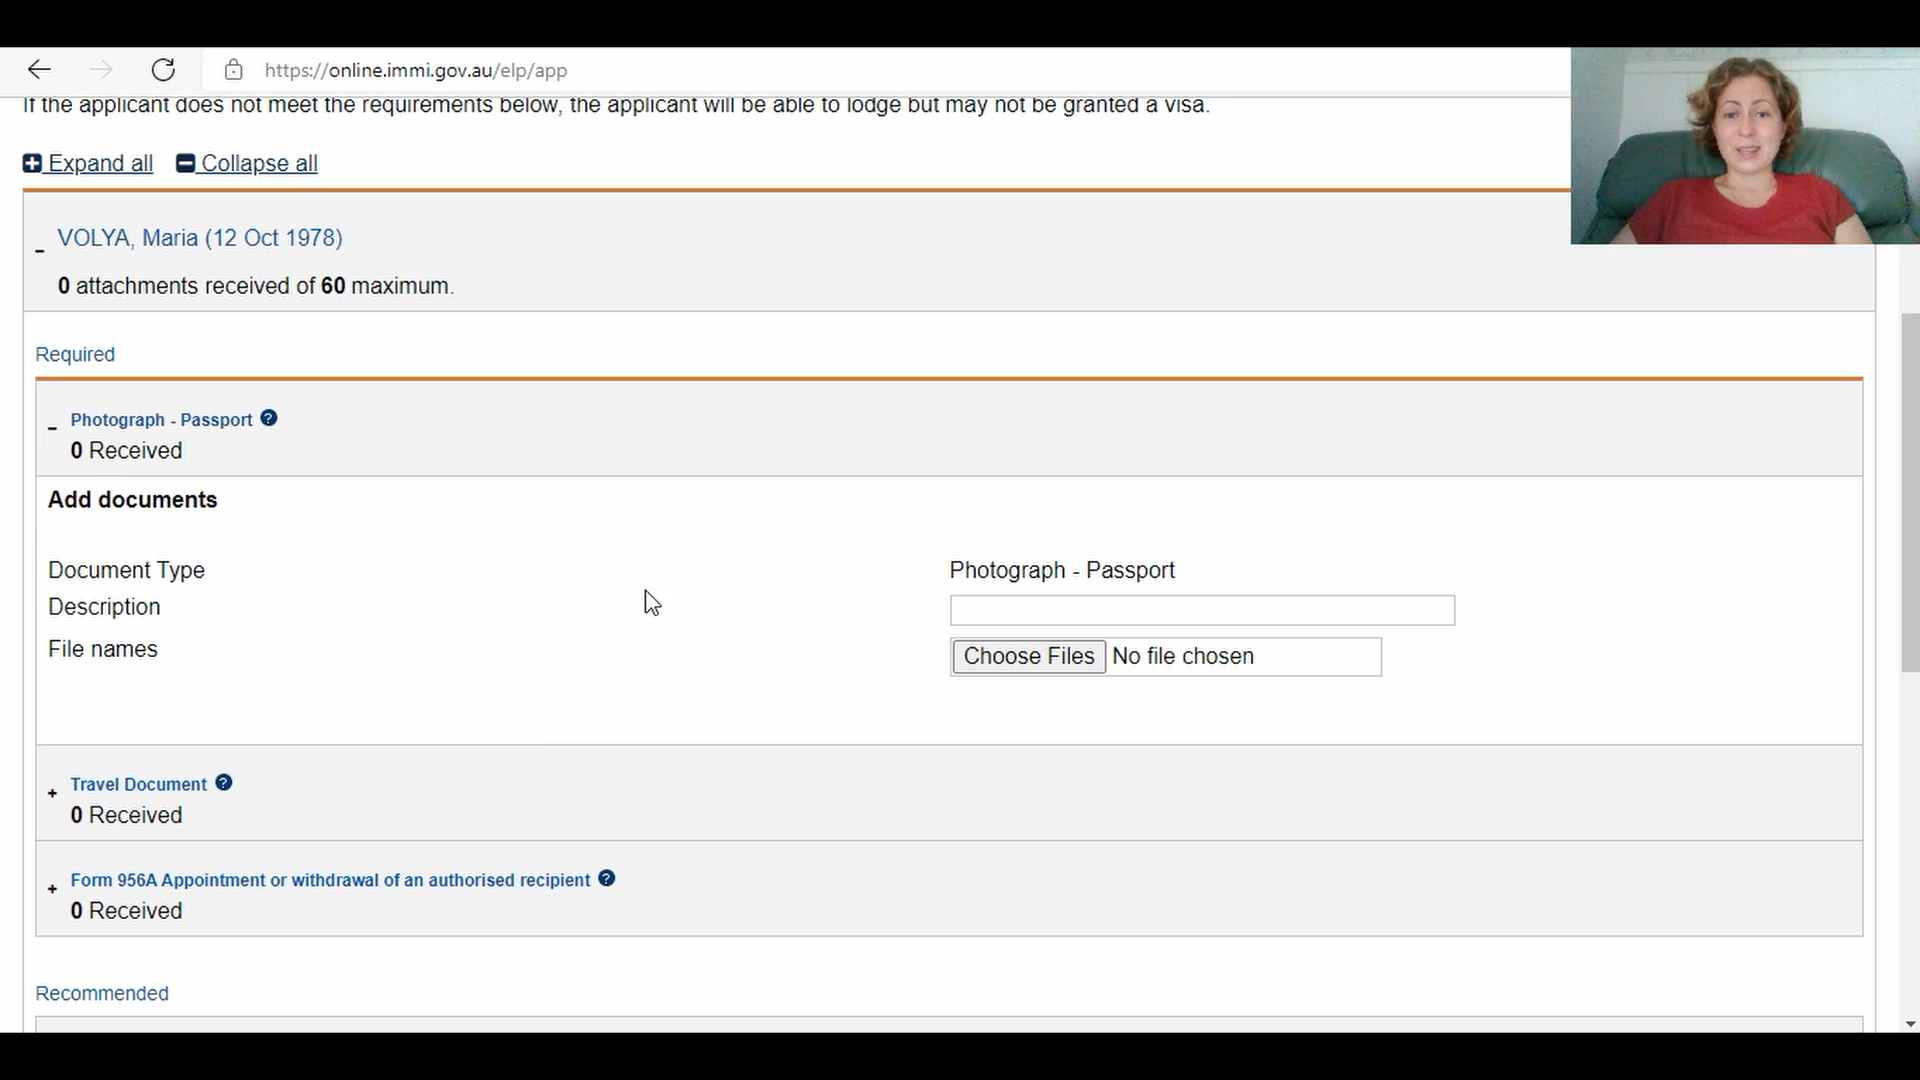 https://online.immi.gov.au/elp/app
If the applicant does not meet the requirements below, the applicant will be able to lodge but may not be granted a visa.
Expand all Collapse all
VOLYA, Maria (12 Oct 1978)
0 attachments received of 60 maximum.
Required
Photograph - Passport
0 Received
Add documents
Document Type Photograph - Passport
Description
File names Choose Files No file chosen
Travel Document
0 Received
Form 956A Appointment or withdrawal of an authorised recipient
0 Received
Recommended